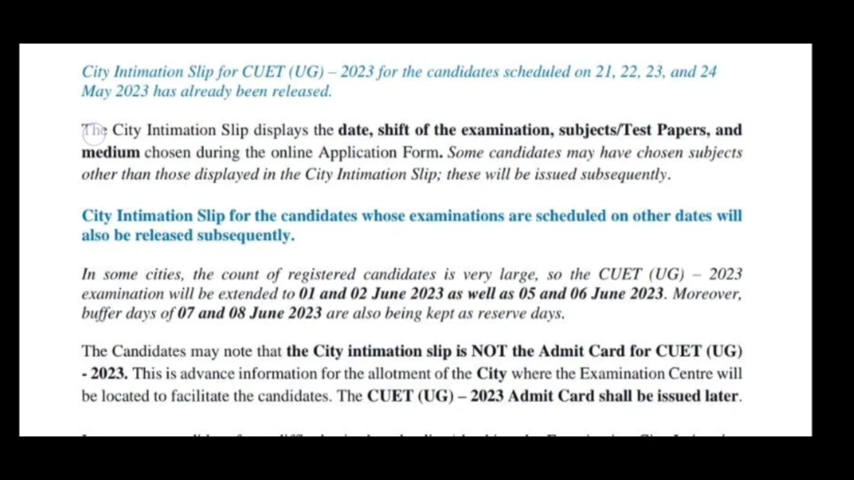 City Intimation Slip for CUET (UG) – 2023 for the candidates scheduled on 21, 22, 23, and 24
May 2023 has already been released.
The City Intimation Slip displays the date, shift of the examination, subjects/Test Papers, and
medium chosen during the online Application Form. Some candidates may have chosen subjects
other than those displayed in the City Intimation Slip; these will be issued subsequently.
City Intimation Slip for the candidates whose examinations are scheduled on other dates will
also be released subsequently.
In some cities, the count of registered candidates is very large, so the CUET (UG) – 2023
examination will be extended to 01 and 02 June 2023 as well as 05 and 06 June 2023. Moreover,
buffer days of 07 and 08 June 2023 are also being kept as reserve days.
The Candidates may note that the City intimation slip is NOT the Admit Card for CUET (UG)
- 2023. This is advance information for the allotment of the City where the Examination Centre will
be located to facilitate the candidates. The CUET (UG) – 2023 Admit Card shall be issued later.